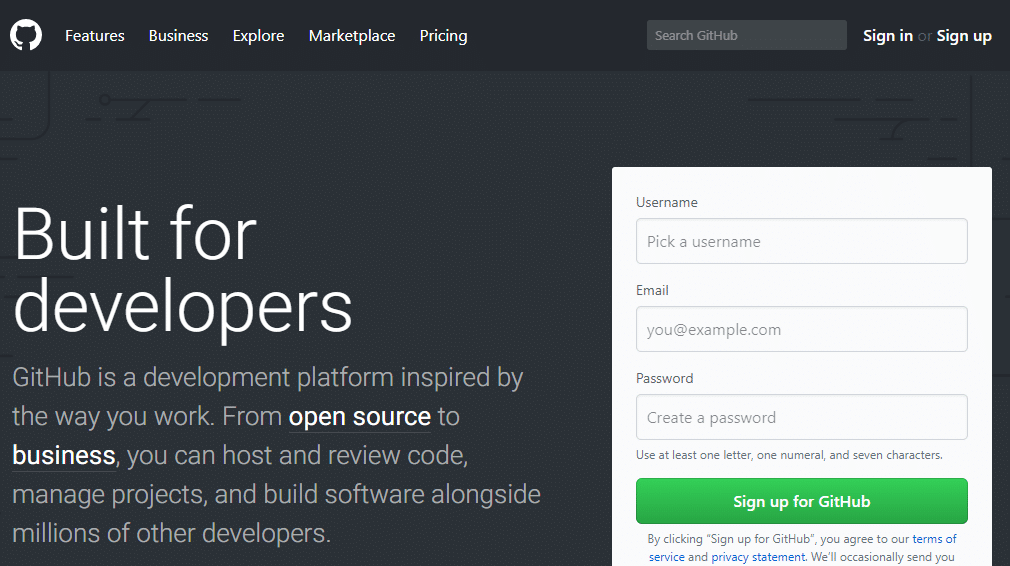 Features Business Explore Marketplace Pricing Search GitHub Sign in or Sign up
Built for
developers
GitHub is a development platform inspired by
the way you work. From open source to
business, you can host and review code,
manage projects, and build software alongside
millions of other developers.
Username
Pick a username
Email
you@example.com
Password
Create a password
Use at least one letter, one numeral, and seven characters.
Sign up for GitHub
By clicking “Sign up for GitHub”, you agree to our terms of
service and privacy statement. We’ll occasionally send you